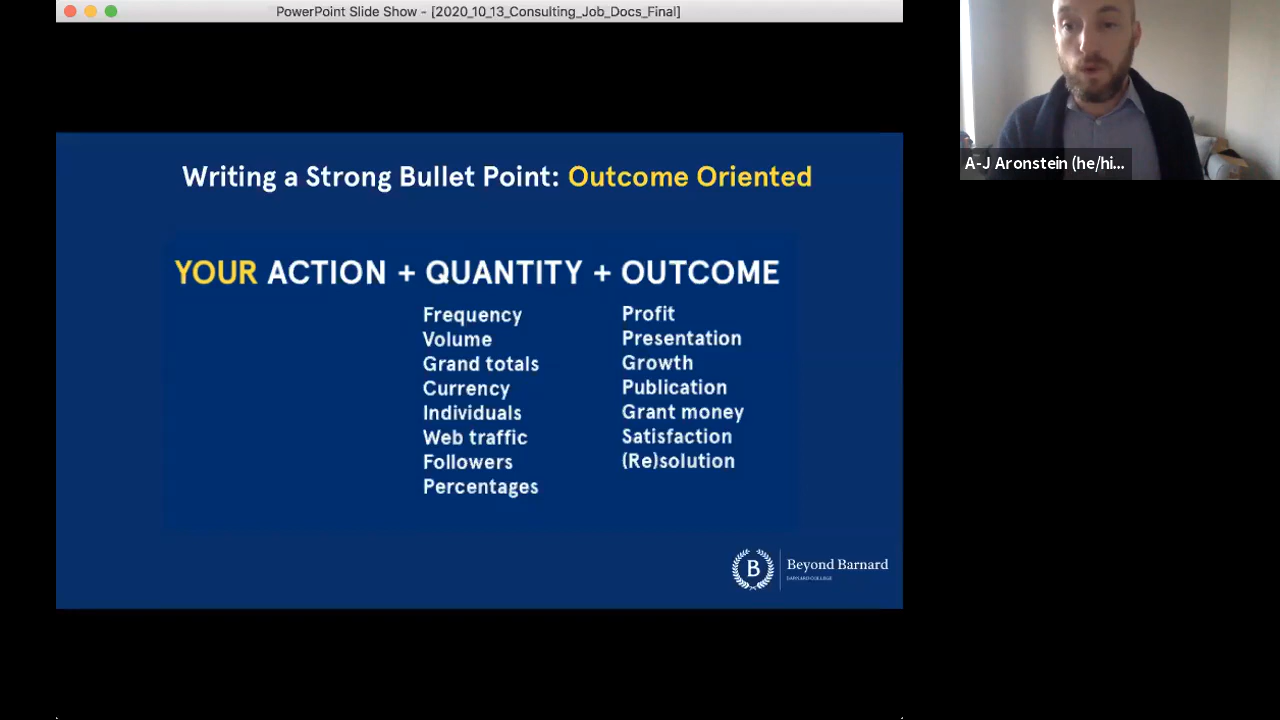 PowerPoint Slide Show - [2020_10_13_Consulting_Job_Docs_Final]
A-J Aronstein (he/hi...
Writing a Strong Bullet Point: Outcome Oriented
YOUR ACTION + QUANTITY + OUTCOME
Frequency
Volume
Grand totals
Currency
Individuals
Web traffic
Followers
Percentages
Profit
Presentation
Growth
Publication
Grant money
Satisfaction
(Re)solution
B
Beyond Barnard
BARNARD COLLEGE